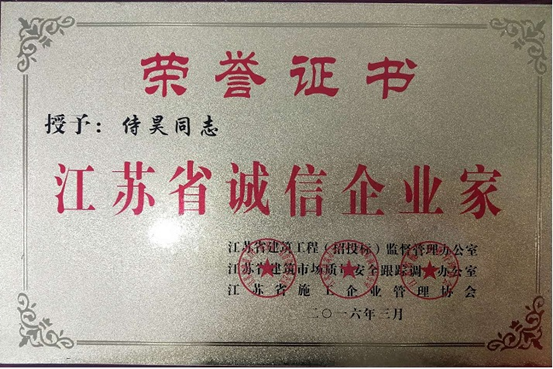 荣誉证书
授予：侍昊同志
江苏省诚信企业家
江苏省建筑工程（招投标）监督管理办公室
江苏省建筑市场质量安全跟踪调 办公室
江苏省施工企业管理协会
二〇一六年三月